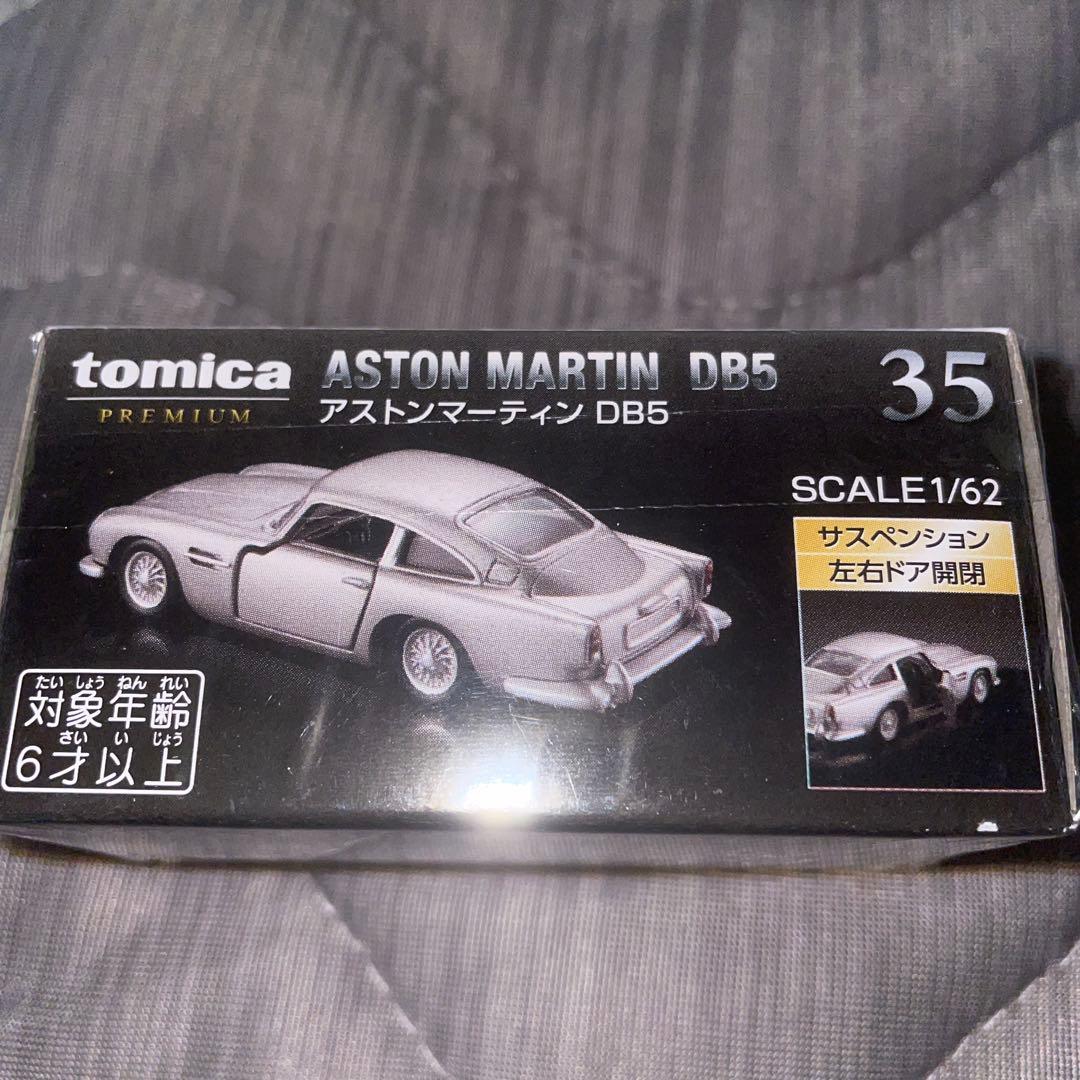 tomica
PREMIUM
ASTON MARTIN DB5
アストンマーティン DB5
35
SCALE 1/62
サスペンション
左右ドア開閉
たい しょう ねん れい
対象年齢
さい い じょう
6才以上